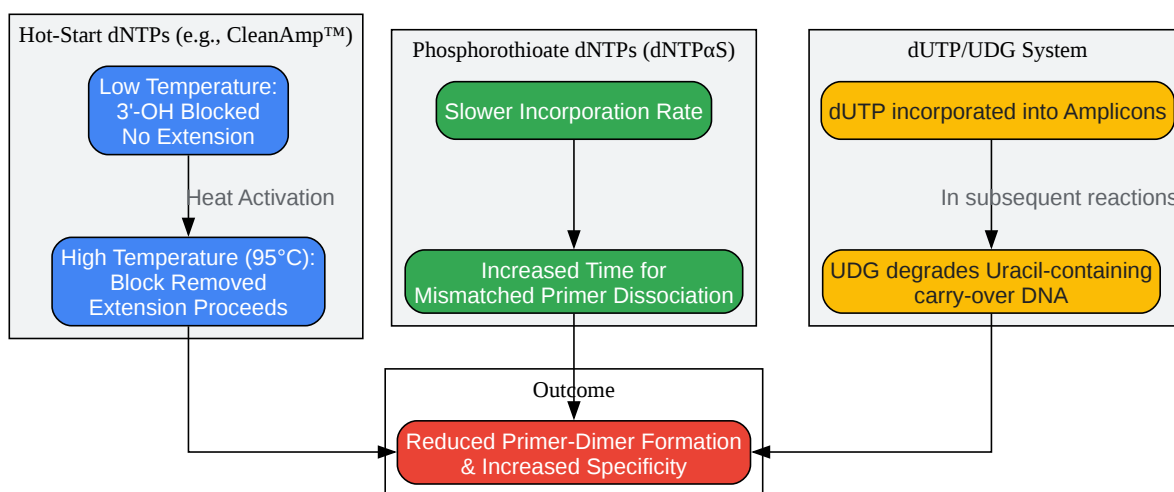 Hot-Start dNTPs (e.g., CleanAmp™)
Low Temperature:
3'-OH Blocked
No Extension
Heat Activation
High Temperature (95°C):
Block Removed
Extension Proceeds
Phosphorothioate dNTPs (dNTPαS)
Slower Incorporation Rate
Increased Time for
Mismatched Primer Dissociation
dUTP/UDG System
dUTP incorporated into Amplicons
In subsequent reactions
UDG degrades Uracil-containing
carry-over DNA
Outcome
Reduced Primer-Dimer Formation
& Increased Specificity